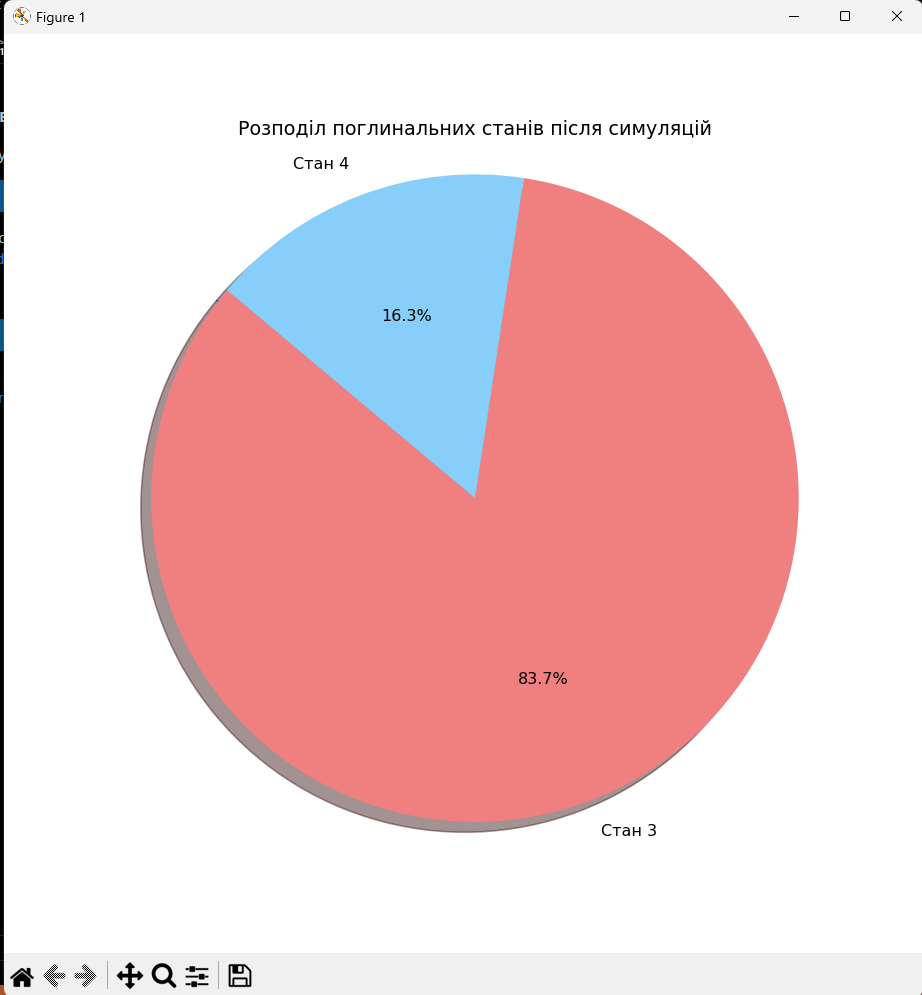 Figure 1
Розподіл поглинальних станів після симуляцій
Стан 4
16.3%
83.7%
Стан 3